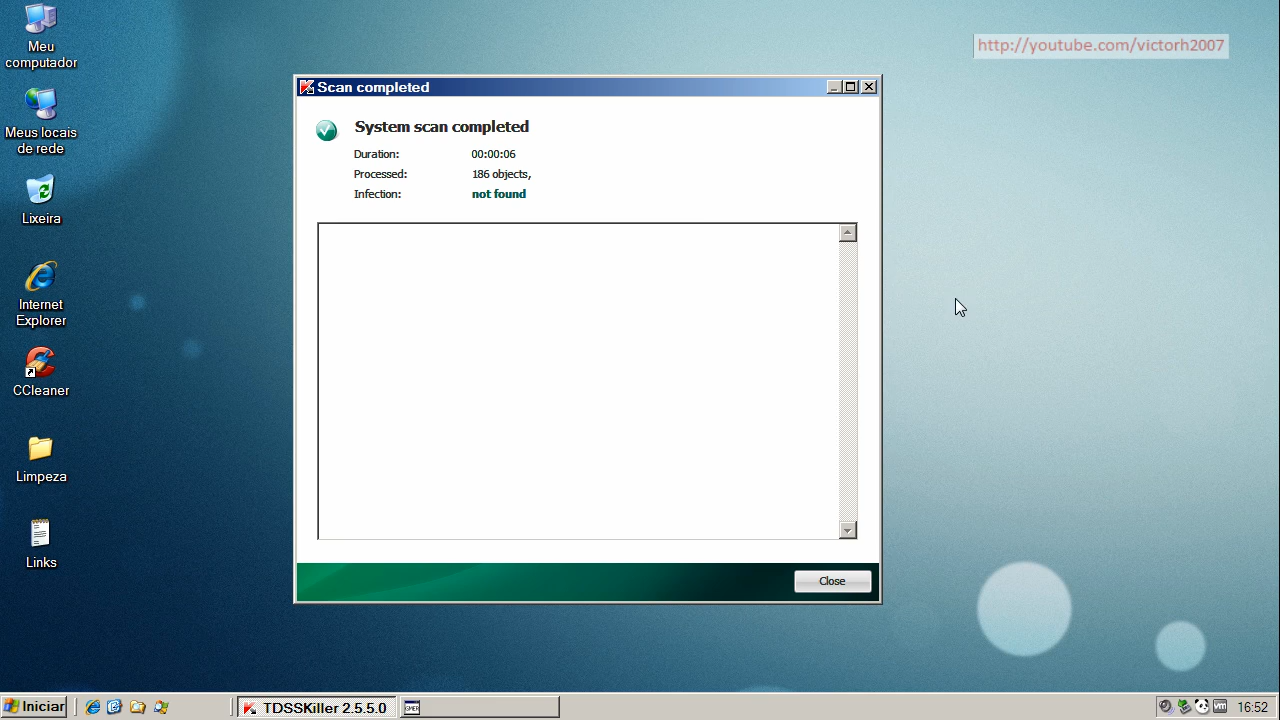 Meu
computador
Meus locais
de rede
Lixeira
Internet
Explorer
CCleaner
Limpeza
Links
http://youtube.com/victorh2007
Scan completed
System scan completed
Duration: 00:00:06
Processed: 186 objects,
Infection: not found
Close
Iniciar
TDSSKiller 2.5.5.0
GMER
vm
16:52